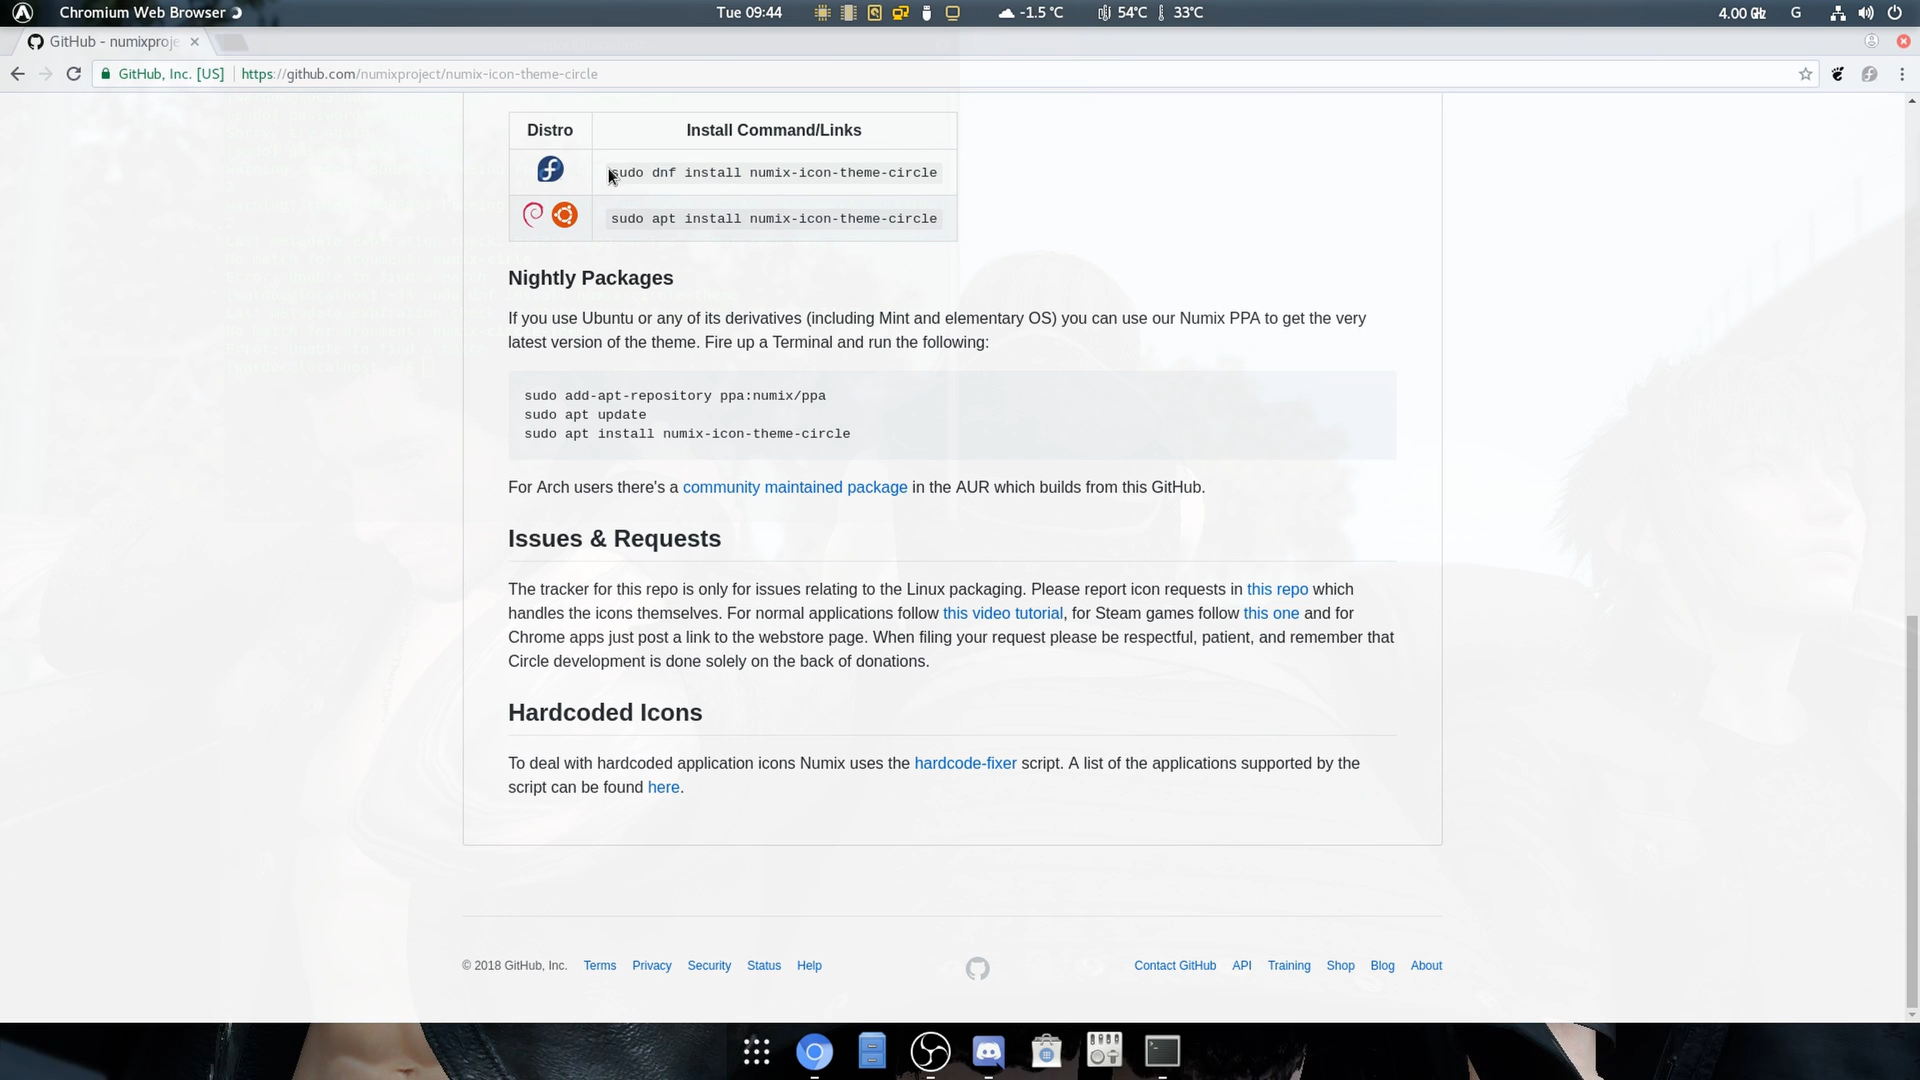 Chromium Web Browser
Tue 09:44
-1.5 °C
54°C
33°C
4.00 GHz
G
GitHub - numixproje
GitHub, Inc. [US]
https://github.com/numixproject/numix-icon-theme-circle
Distro
Install Command/Links
sudo dnf install numix-icon-theme-circle
sudo apt install numix-icon-theme-circle
Nightly Packages
If you use Ubuntu or any of its derivatives (including Mint and elementary OS) you can use our Numix PPA to get the very
latest version of the theme. Fire up a Terminal and run the following:
sudo add-apt-repository ppa:numix/ppa
sudo apt update
sudo apt install numix-icon-theme-circle
For Arch users there's a community maintained package in the AUR which builds from this GitHub.
Issues & Requests
The tracker for this repo is only for issues relating to the Linux packaging. Please report icon requests in this repo which
handles the icons themselves. For normal applications follow this video tutorial, for Steam games follow this one and for
Chrome apps just post a link to the webstore page. When filing your request please be respectful, patient, and remember that
Circle development is done solely on the back of donations.
Hardcoded Icons
To deal with hardcoded application icons Numix uses the hardcode-fixer script. A list of the applications supported by the
script can be found here.
© 2018 GitHub, Inc.
Terms
Privacy
Security
Status
Help
Contact GitHub
API
Training
Shop
Blog
About